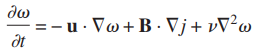 ∂ω/∂t = − u · ∇ω + B · ∇j + ν∇²ω